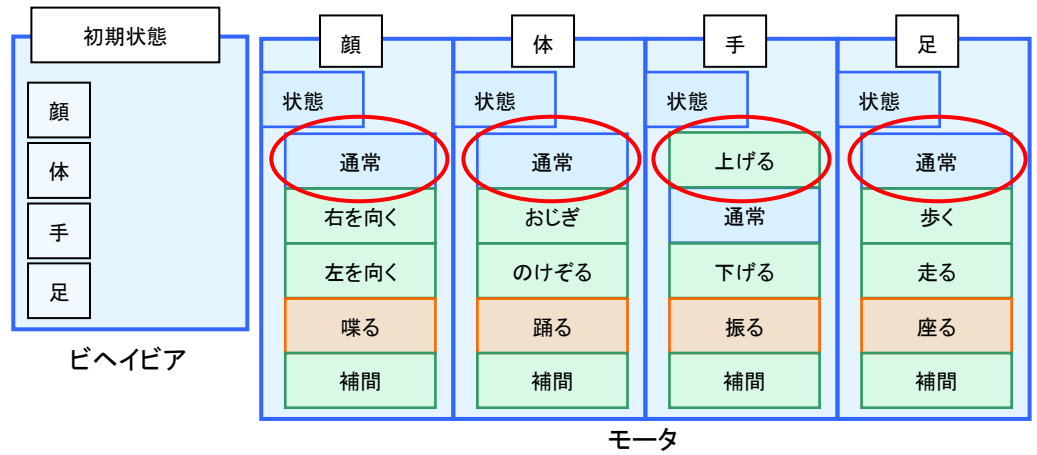 初期状態
顔
体
手
足
ビヘイビア
顔
状態
通常
右を向く
左を向く
喋る
補間
体
状態
通常
おじぎ
のけぞる
踊る
補間
手
状態
上げる
通常
下げる
振る
補間
足
状態
通常
歩く
走る
座る
補間
モータ